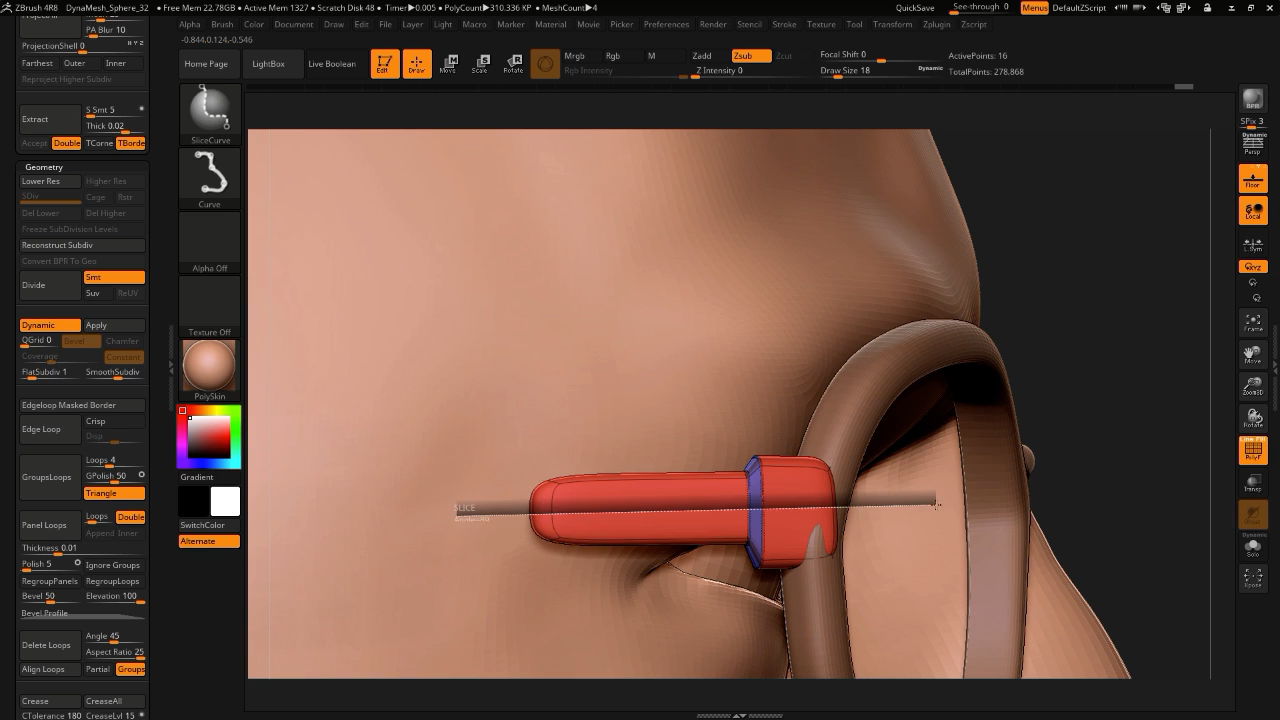 ZBrush 4R8 DynaMesh_Sphere_32 • Free Mem 22.78GB • Active Mem 1327 • Scratch Disk 48 • Timer▶0.005 • PolyCount▶310.336 KP • MeshCount▶4 QuickSave See-through 0 Menus DefaultZScript
Alpha Brush Color Document Draw Edit File Layer Light Macro Marker Material Movie Picker Preferences Render Stencil Stroke Texture Tool Transform Zplugin Zscript
-0.844,0.124,-0.546
PA Blur 10
ProjectionShell 0
Farthest Outer Inner
Reproject Higher Subdiv
Extract
S Smt 5
Thick 0.02
Accept Double TCorne TBorde
Geometry
Lower Res Higher Res
SDiv Cage Rstr
Del Lower Del Higher
Freeze SubDivision Levels
Reconstruct Subdiv
Convert BPR To Geo
Divide
Smt
Suv ReUV
Dynamic Apply
QGrid 0 Bevel Chamfer
Coverage Constant
FlatSubdiv 1 SmoothSubdiv
Edgeloop Masked Border
Edge Loop
Crisp
Disp
GroupsLoops
Loops 4
GPolish 50
Triangle
Panel Loops
Loops Double
Append Inner
Thickness 0.01
Polish 5 Ignore Groups
RegroupPanels RegroupLoops
Bevel 50 Elevation 100
Bevel Profile
Delete Loops
Angle 45
Aspect Ratio 25
Align Loops Partial Groups
Crease CreaseAll
CTolerance 180 CreaseLvl 15
Home Page LightBox Live Boolean
Edit Draw Move Scale Rotate
Mrgb Rgb M
Rgb Intensity
Zadd Zsub Zcut
Z Intensity 0
Focal Shift 0
Draw Size 18 Dynamic
ActivePoints: 16
TotalPoints: 278,868
SliceCurve
Curve
Alpha Off
Texture Off
PolySkin
Gradient
SwitchColor
Alternate
SLICE
BPR
SPix 3
Dynamic
Persp
Floor
Local
L.Sym
XYZ
Frame
Move
Zoom3D
Rotate
Line Fill
PolyF
Transp
Dynamic
Solo
Xpose